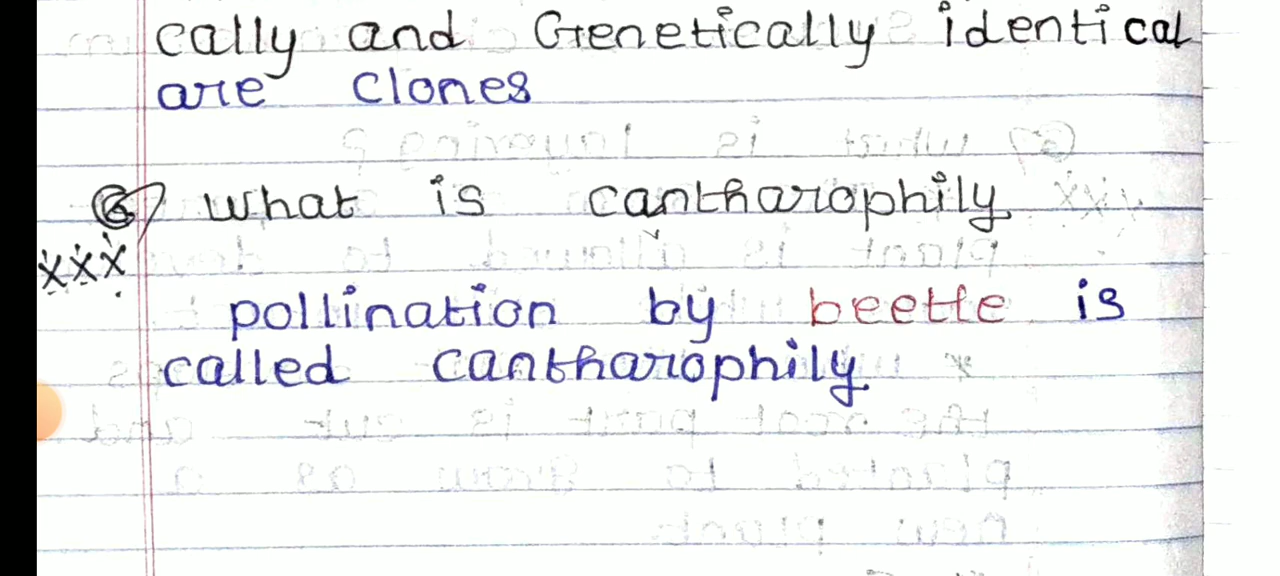 cally and Genetically identical
are clones
6) what is cantharophily
xxx
pollination by beetle is
called cantharophily.